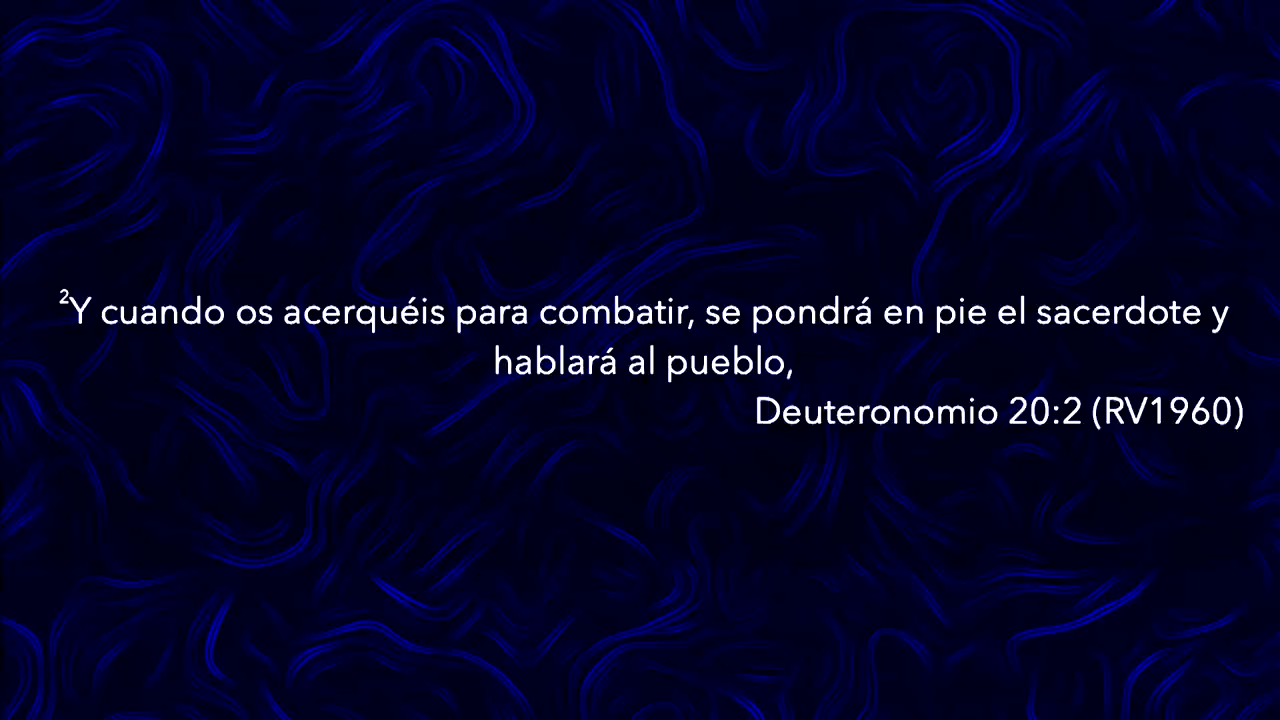 ²Y cuando os acerquéis para combatir, se pondrá en pie el sacerdote y
hablará al pueblo,
Deuteronomio 20:2 (RV1960)